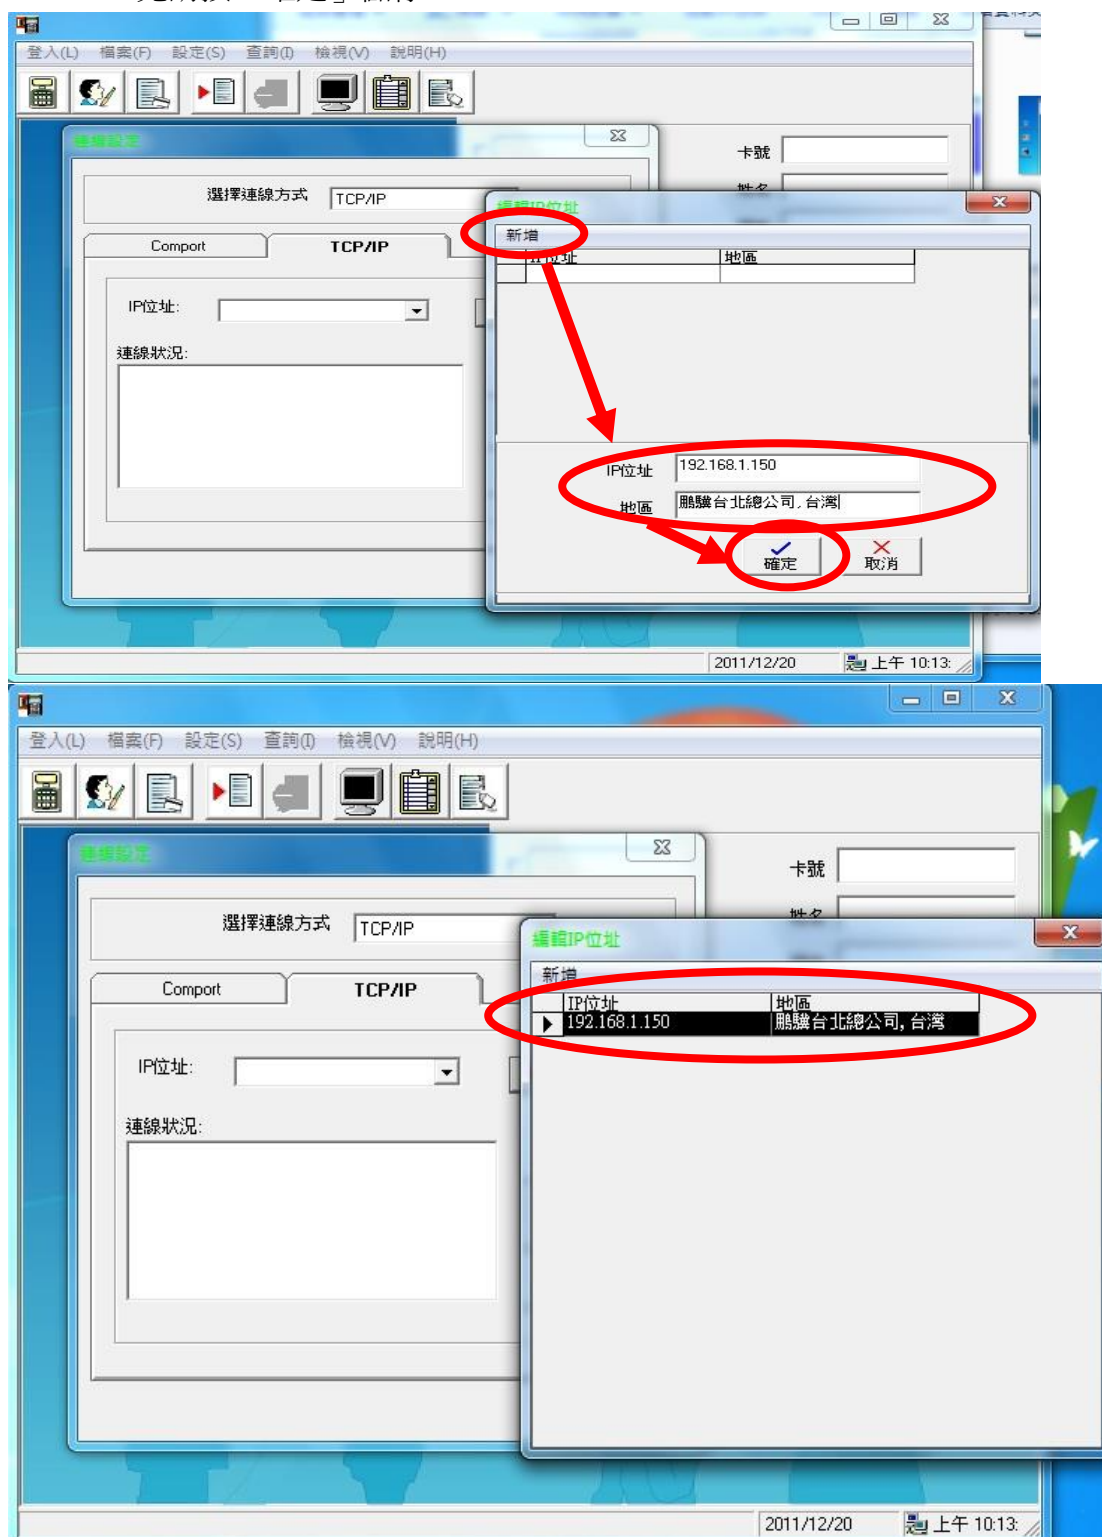 登入(L) 檔案(F) 設定(S) 查詢(I) 檢視(V) 說明(H)
連線設定
卡號
姓名
選擇連線方式 TCP/IP
編輯IP位址
新增
Comport TCP/IP
IP位址 地區
IP位址:
連線狀況:
IP位址 192.168.1.150
地區 鵬驥台北總公司, 台灣
確定 取消
2011/12/20 上午 10:13:
登入(L) 檔案(F) 設定(S) 查詢(I) 檢視(V) 說明(H)
連線設定
卡號
姓名
選擇連線方式 TCP/IP
編輯IP位址
新增
Comport TCP/IP
IP位址 地區
192.168.1.150 鵬驥台北總公司, 台灣
IP位址:
連線狀況:
2011/12/20 上午 10:13: